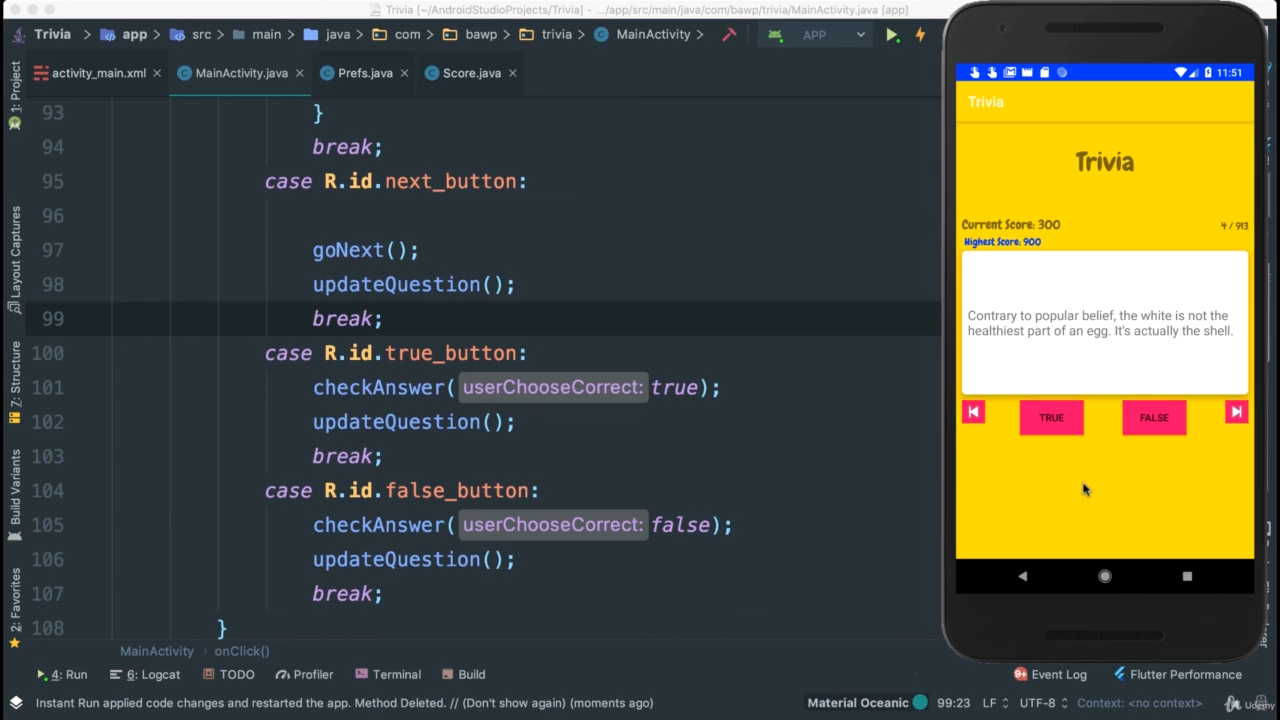 Trivia [~/AndroidStudioProjects/Trivia] - .../app/src/main/java/com/bawp/trivia/MainActivity.java [app]
Trivia > app > src > main > java > com > bawp > trivia > MainActivity > APP
activity_main.xml × MainActivity.java × Prefs.java × Score.java ×
1: Project
Layout Captures
7: Structure
Build Variants
2: Favorites
93 }
94 break;
95 case R.id.next_button:
96
97 goNext();
98 updateQuestion();
99 break;
100 case R.id.true_button:
101 checkAnswer( userChooseCorrect: true);
102 updateQuestion();
103 break;
104 case R.id.false_button:
105 checkAnswer( userChooseCorrect: false);
106 updateQuestion();
107 break;
108 }
MainActivity > onClick()
4: Run 6: Logcat TODO Profiler Terminal Build 9+ Event Log Flutter Performance
Instant Run applied code changes and restarted the app. Method Deleted. // (Don't show again) (moments ago) Material Oceanic 99:23 LF UTF-8 Context: <no context>
Udemy
11:51
Trivia
Trivia
Current Score: 300 4 / 913
Highest Score: 900
Contrary to popular belief, the white is not the
healthiest part of an egg. It's actually the shell.
TRUE FALSE